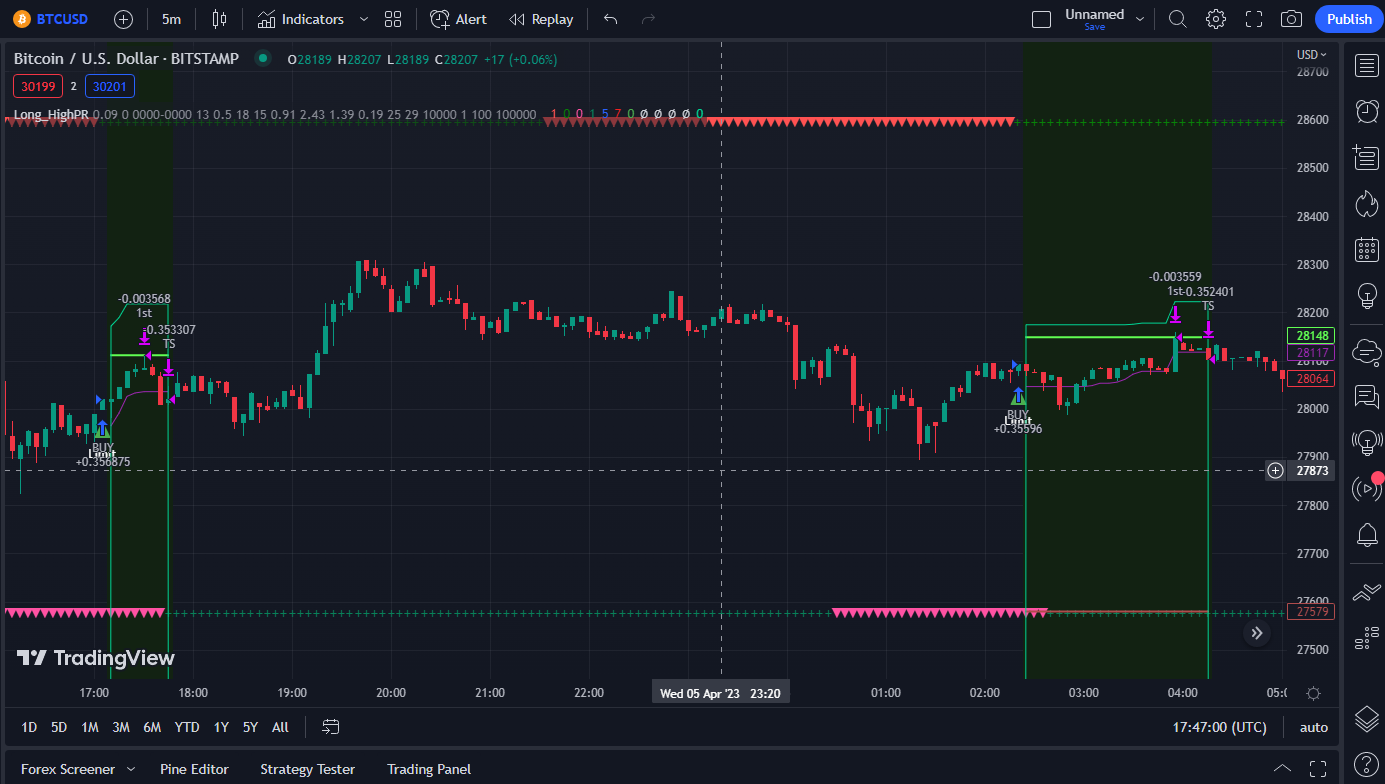 BTCUSD 5m Indicators Alert Replay Unnamed Save Publish
Bitcoin / U.S. Dollar · BITSTAMP O28189 H28207 L28189 C28207 +17 (+0.06%) USD
30199 2 30201
28700
Long_HighPR 0.09 0 0000-0000 13 0.5 18 15 0.91 2.43 1.39 0.19 25 29 10000 1 100 100000 1 0 0 1 5 7 0 Ø Ø Ø Ø 0
28600
28500
28400
28300
-0.003568
1st
-0.353307
TS
-0.003559
1st-0.352401
TS
28200
28148
28117
28100
28064
28000
BUY
Limit
+0.356875
BUY
Limit
+0.35596
27900
27873
27800
27700
27600
27579
27500
TradingView
17:00 18:00 19:00 20:00 21:00 22:00 Wed 05 Apr '23 23:20 01:00 02:00 03:00 04:00 05:0
1D 5D 1M 3M 6M YTD 1Y 5Y All 17:47:00 (UTC) auto
Forex Screener Pine Editor Strategy Tester Trading Panel